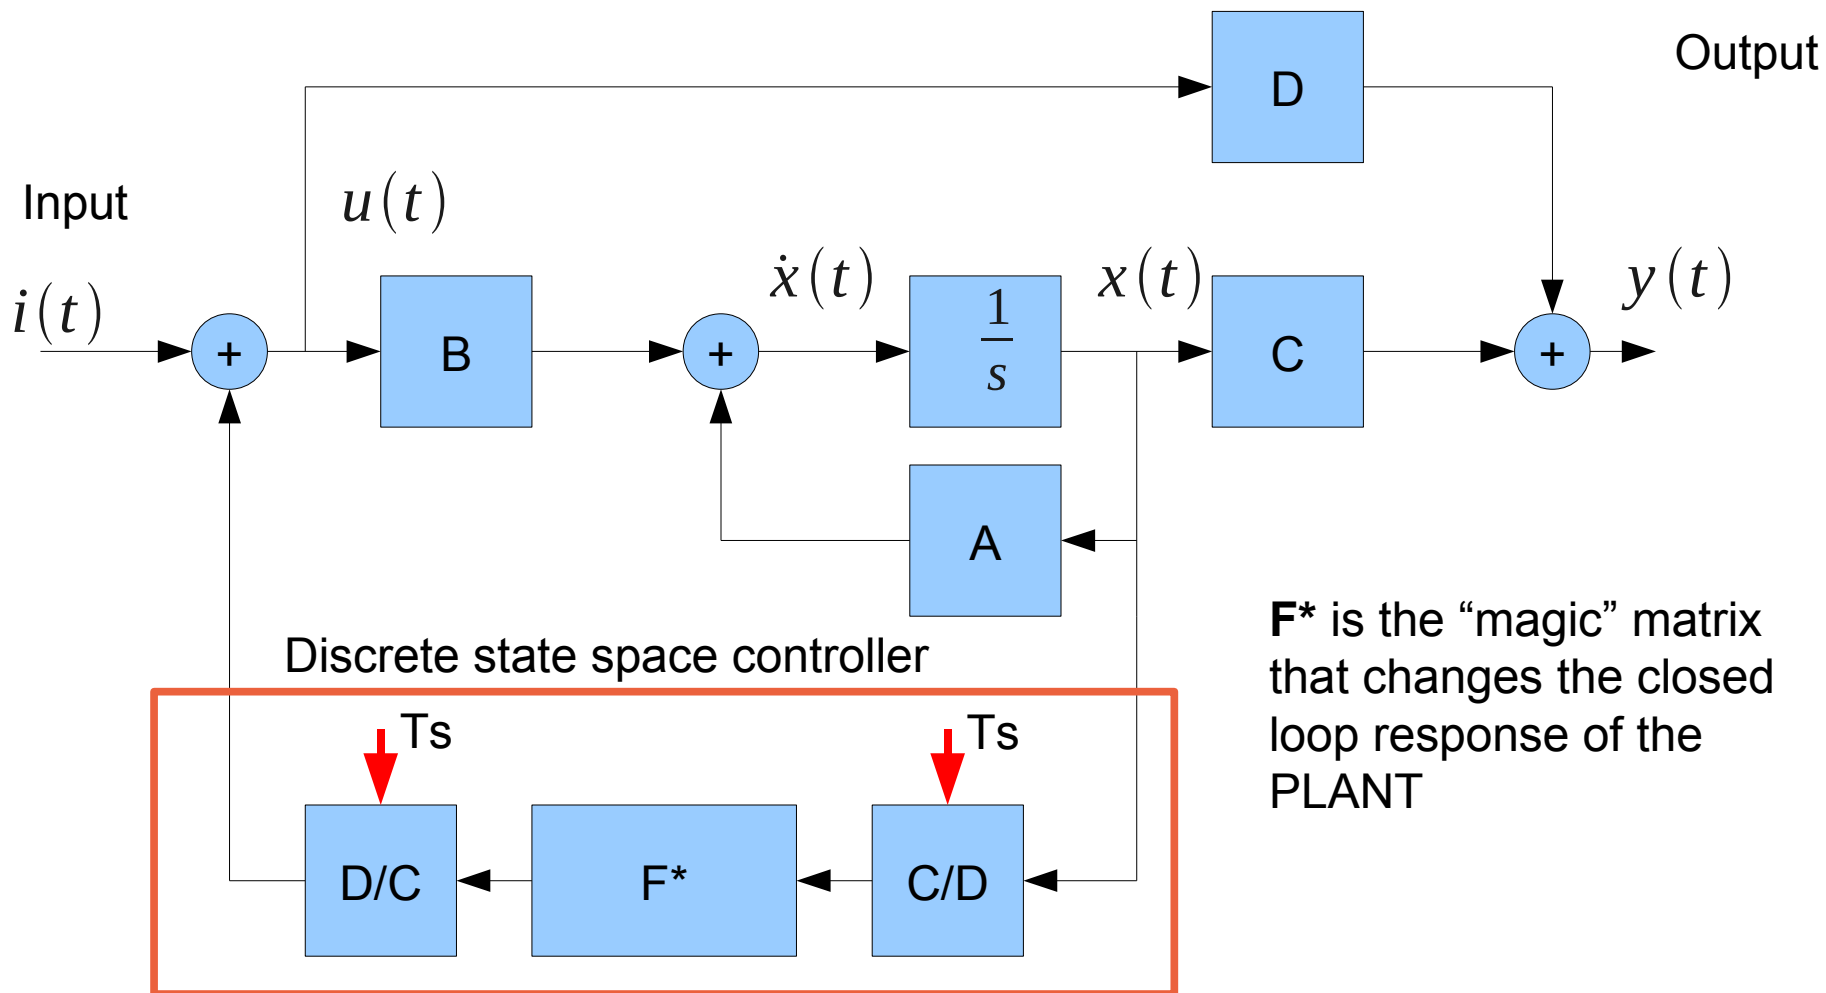 Output
D
Input
u(t)
i(t)
+
B
+
ẋ(t)
1
s
x(t)
C
+
y(t)
A
F* is the “magic” matrix
that changes the closed
loop response of the
PLANT
Discrete state space controller
Ts
Ts
D/C
F*
C/D